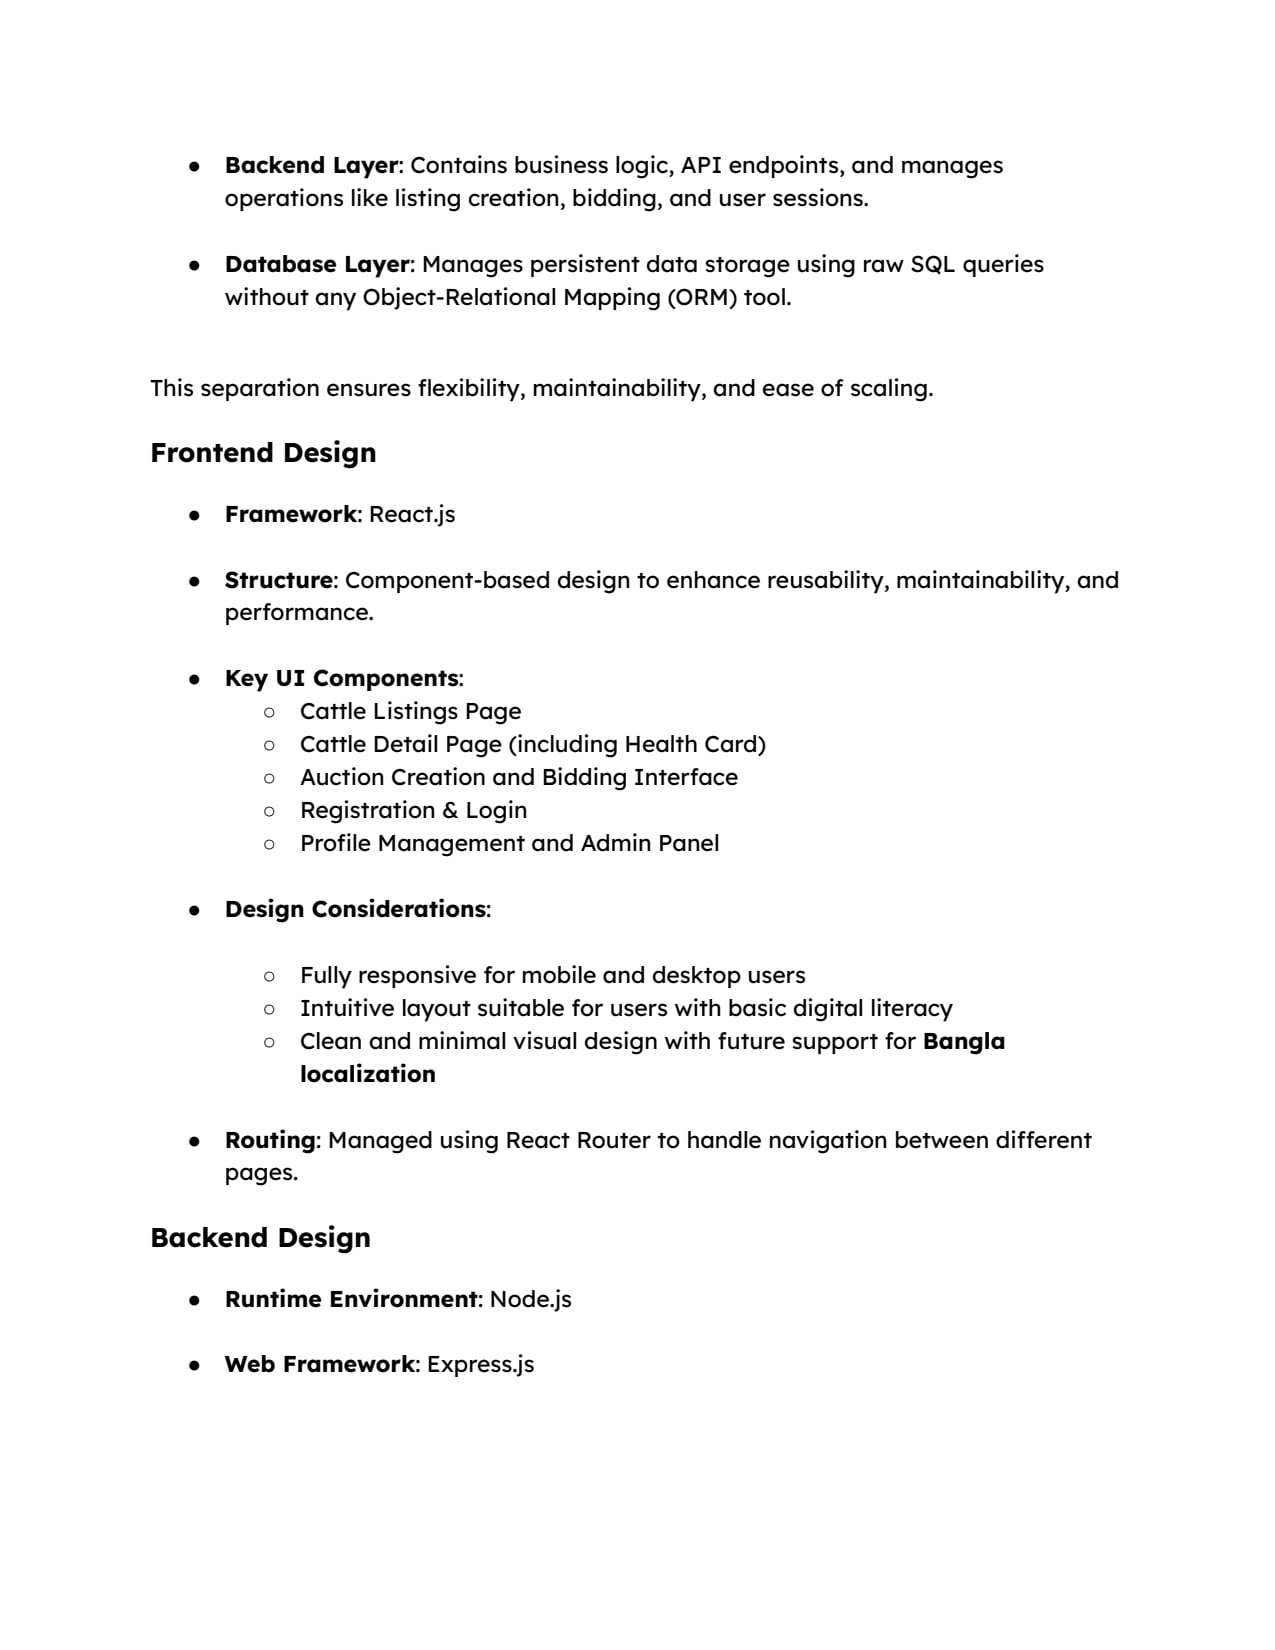 ● Backend Layer: Contains business logic, API endpoints, and manages
operations like listing creation, bidding, and user sessions.
● Database Layer: Manages persistent data storage using raw SQL queries
without any Object-Relational Mapping (ORM) tool.
This separation ensures flexibility, maintainability, and ease of scaling.
Frontend Design
● Framework: React.js
● Structure: Component-based design to enhance reusability, maintainability, and
performance.
● Key UI Components:
○ Cattle Listings Page
○ Cattle Detail Page (including Health Card)
○ Auction Creation and Bidding Interface
○ Registration & Login
○ Profile Management and Admin Panel
● Design Considerations:
○ Fully responsive for mobile and desktop users
○ Intuitive layout suitable for users with basic digital literacy
○ Clean and minimal visual design with future support for Bangla
localization
● Routing: Managed using React Router to handle navigation between different
pages.
Backend Design
● Runtime Environment: Node.js
● Web Framework: Express.js